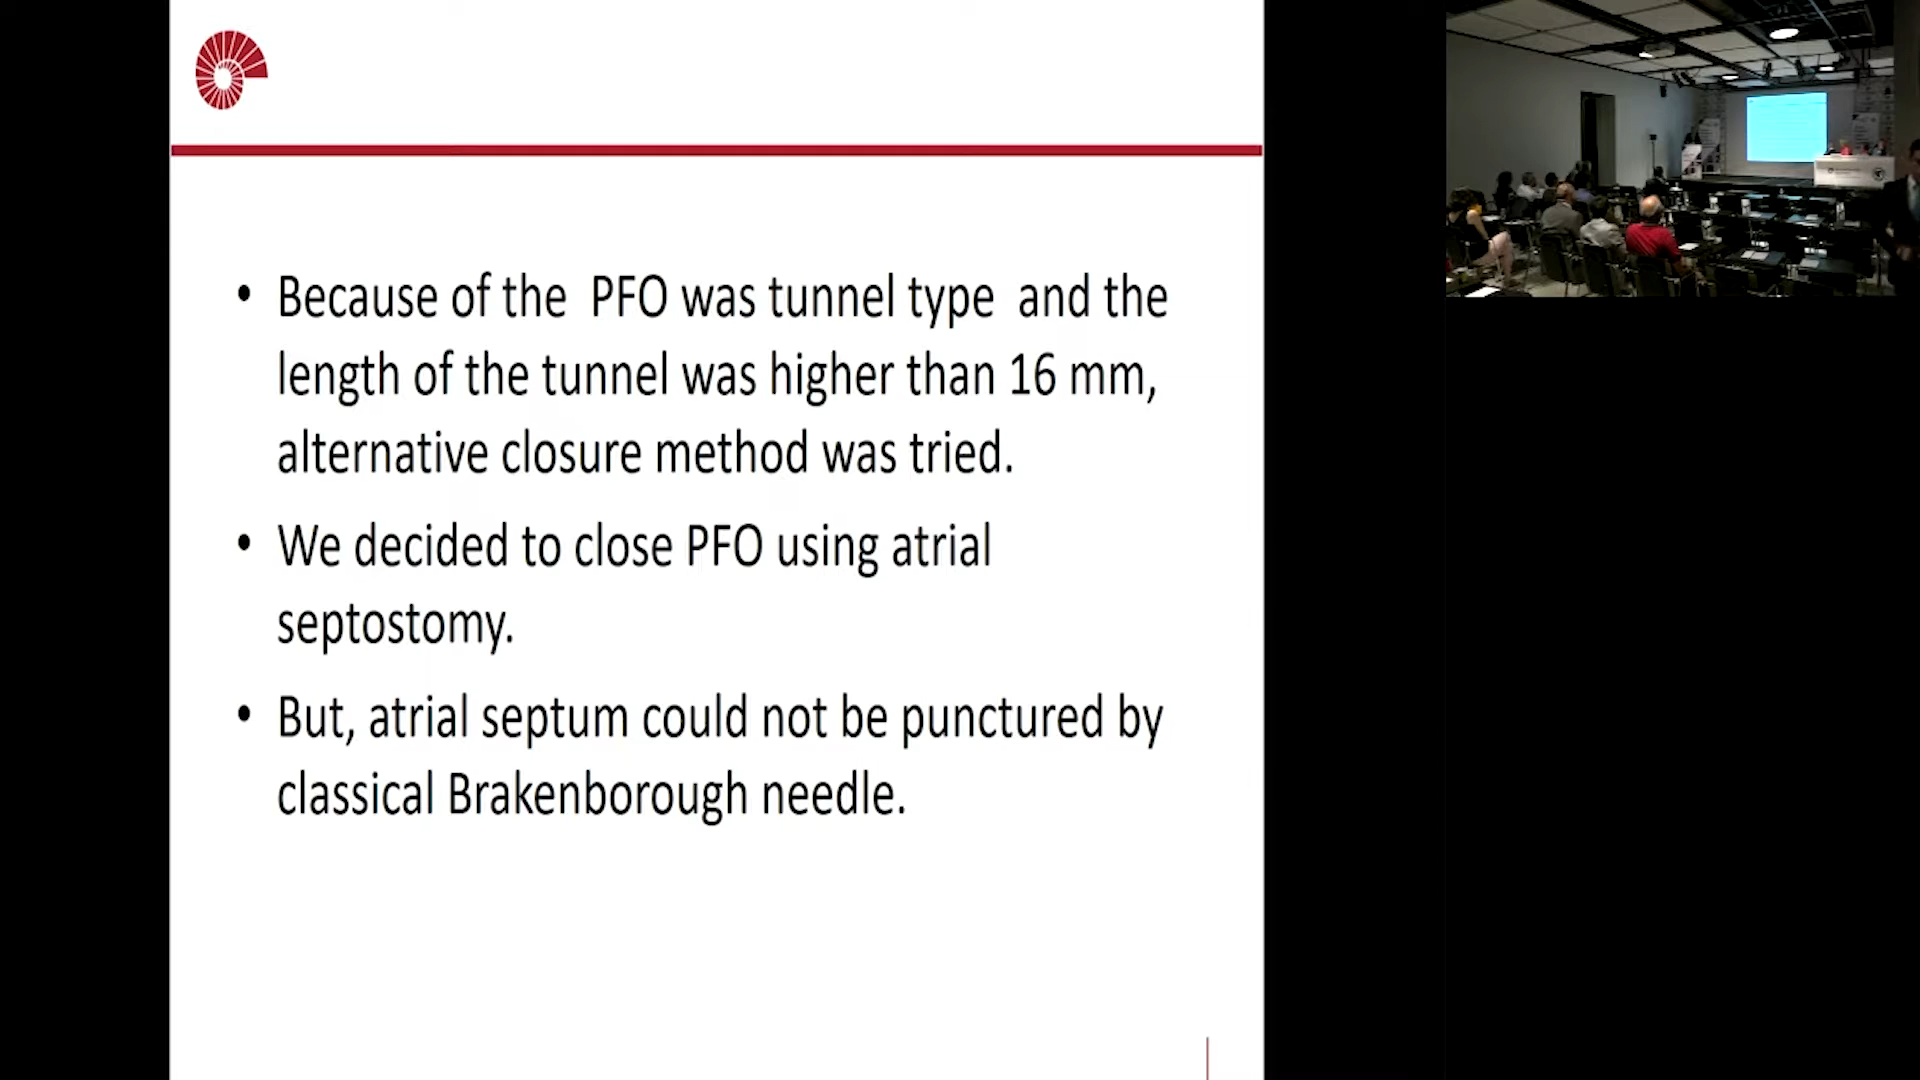 • Because of the PFO was tunnel type and the
length of the tunnel was higher than 16 mm,
alternative closure method was tried.
• We decided to close PFO using atrial
septostomy.
• But, atrial septum could not be punctured by
classical Brakenborough needle.